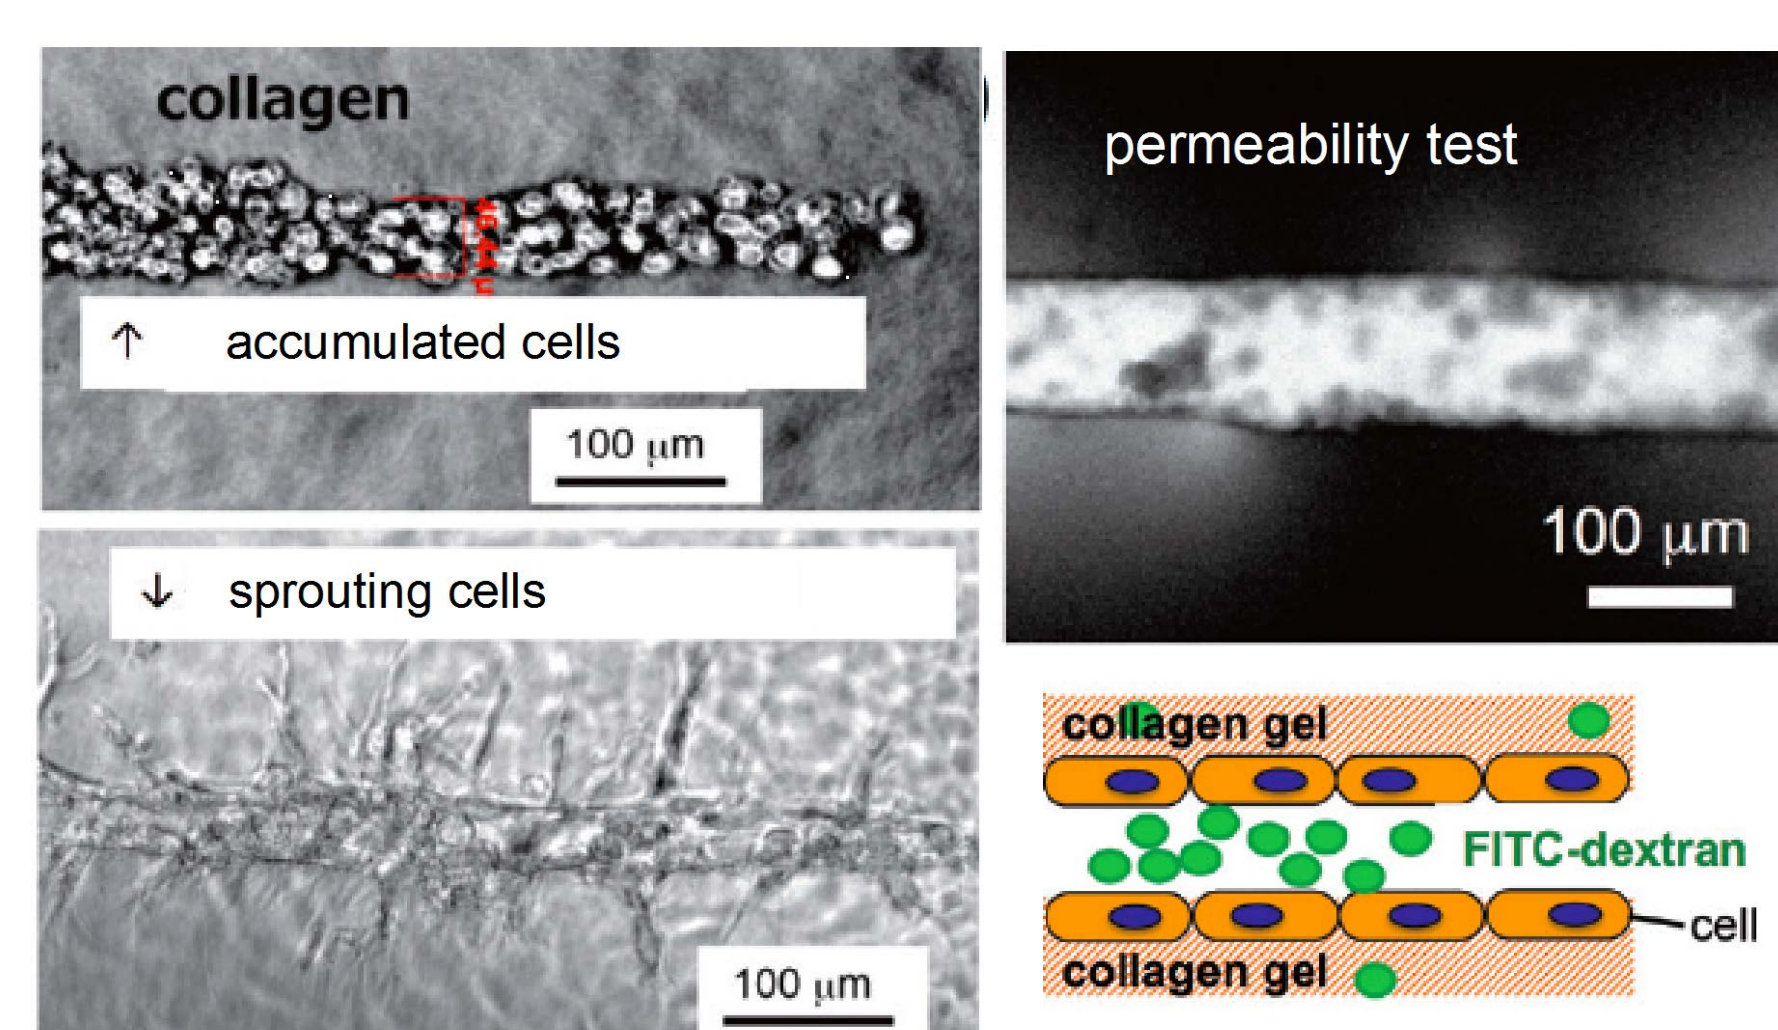 collagen
↑ accumulated cells
100 μm
↓ sprouting cells
100 μm
permeability test
100 μm
collagen gel
FITC-dextran
cell
collagen gel